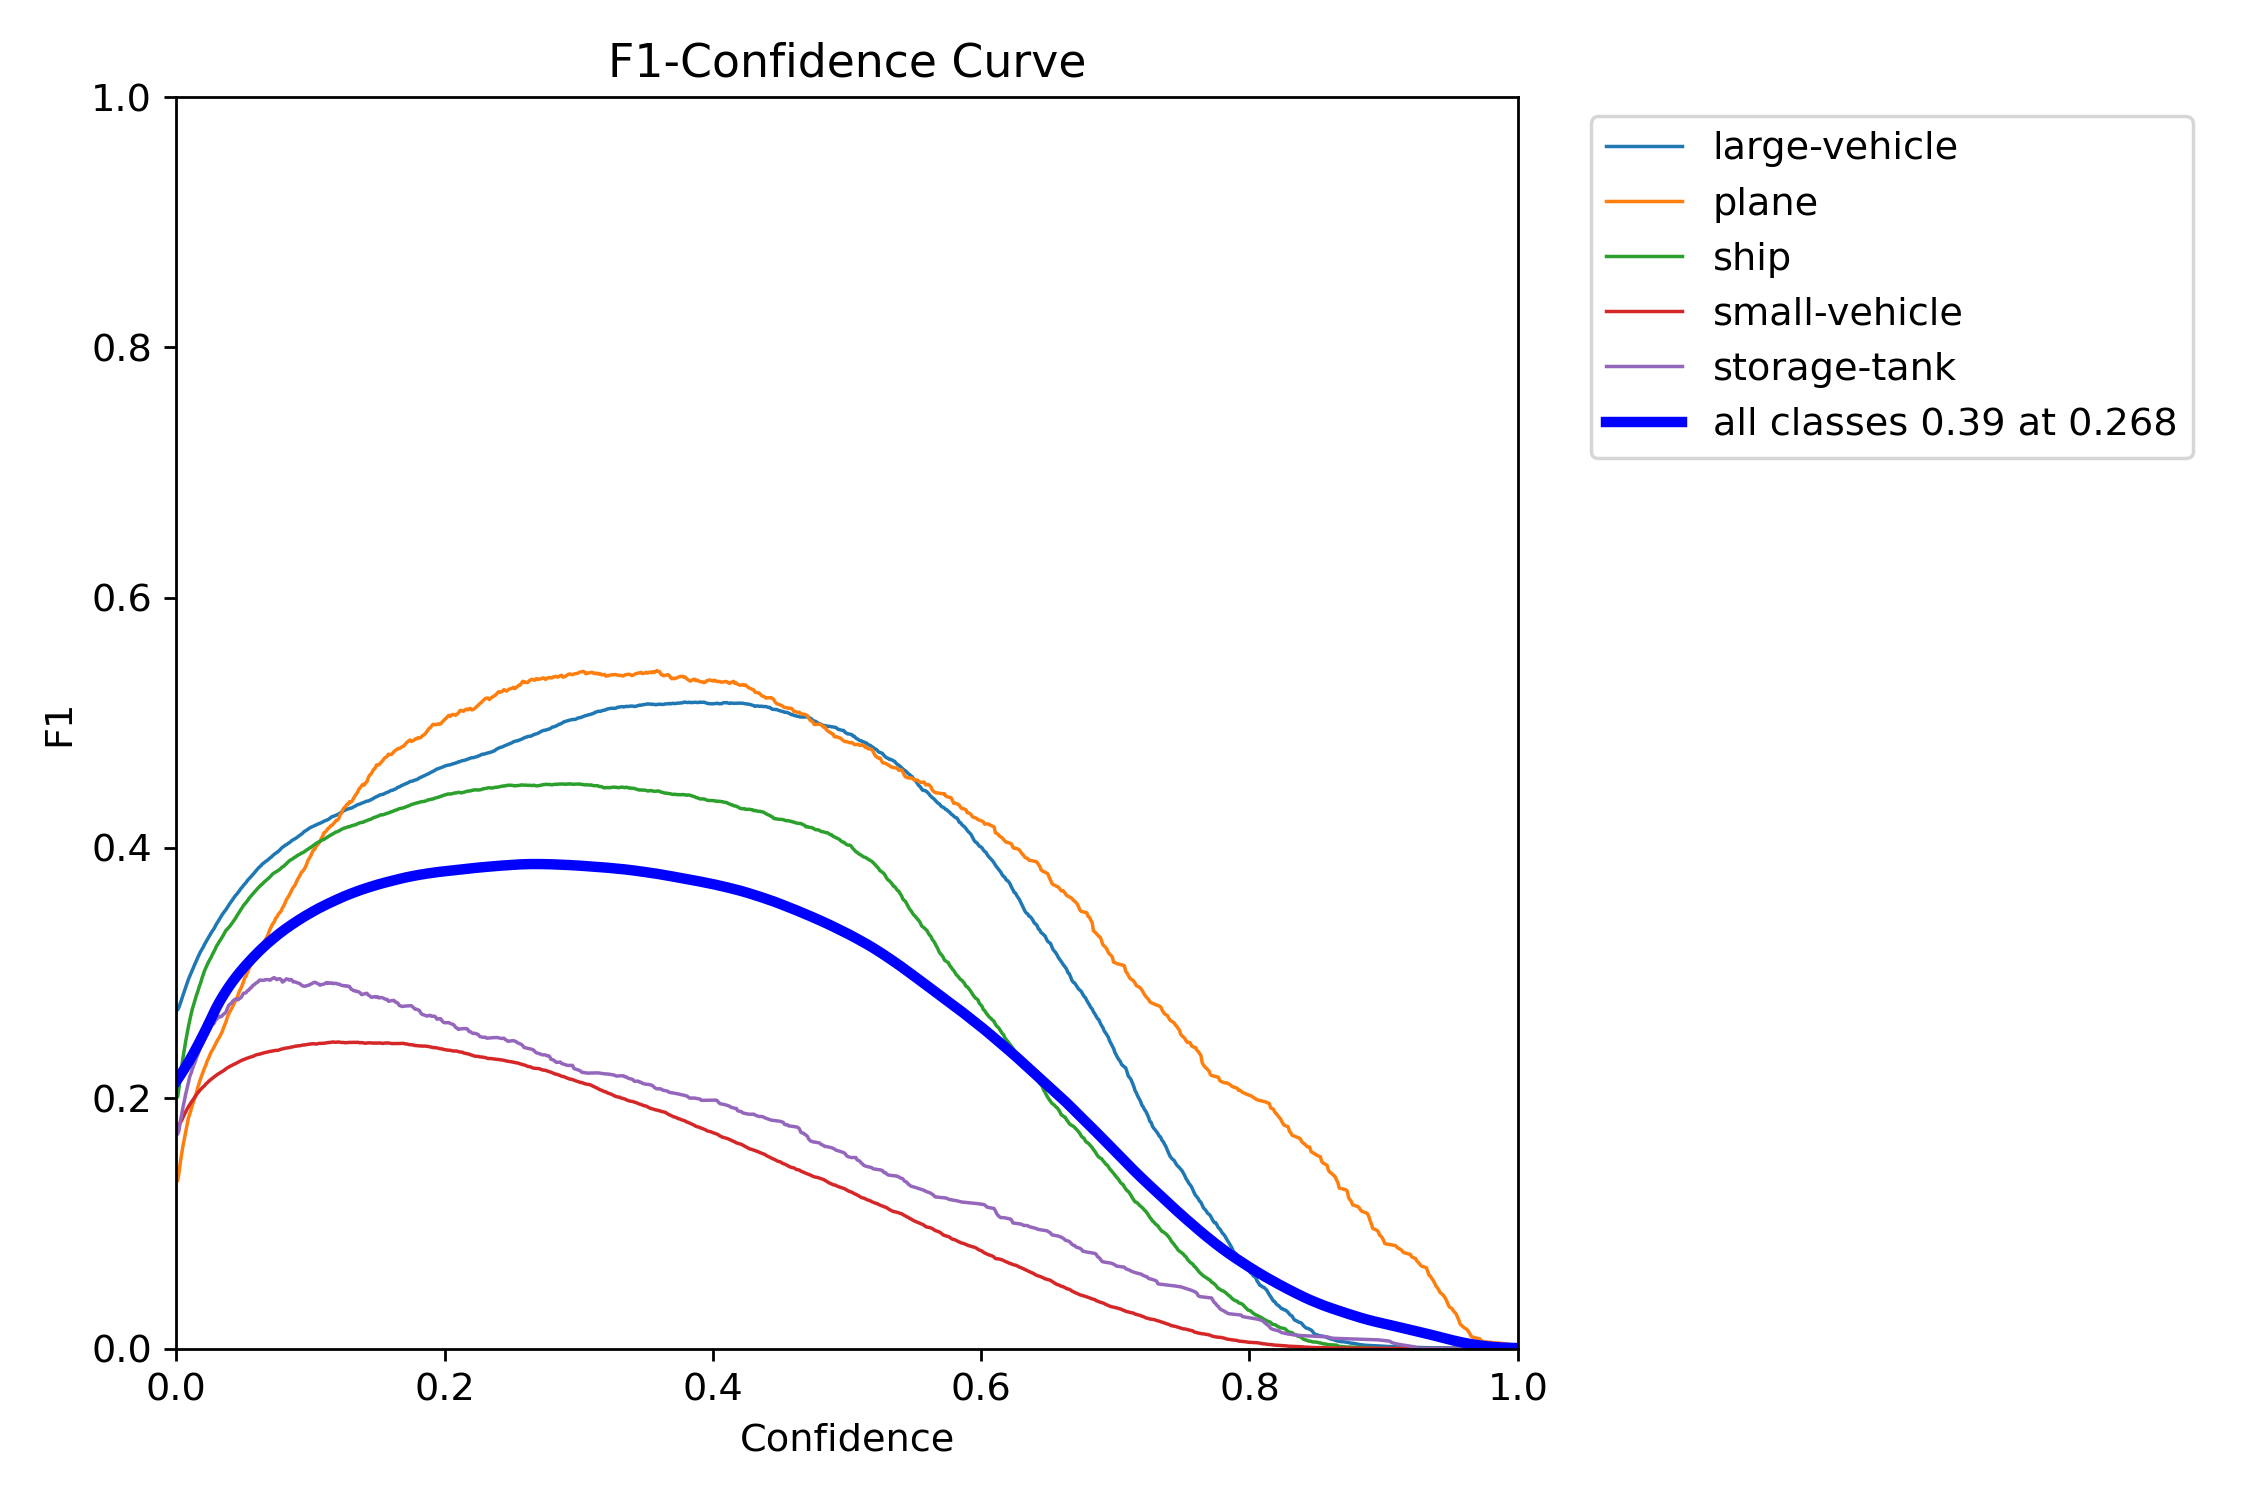 F1-Confidence Curve
1.0
0.8
0.6
0.4
0.2
0.0
F1
0.0 0.2 0.4 0.6 0.8 1.0
Confidence
large-vehicle
plane
ship
small-vehicle
storage-tank
all classes 0.39 at 0.268